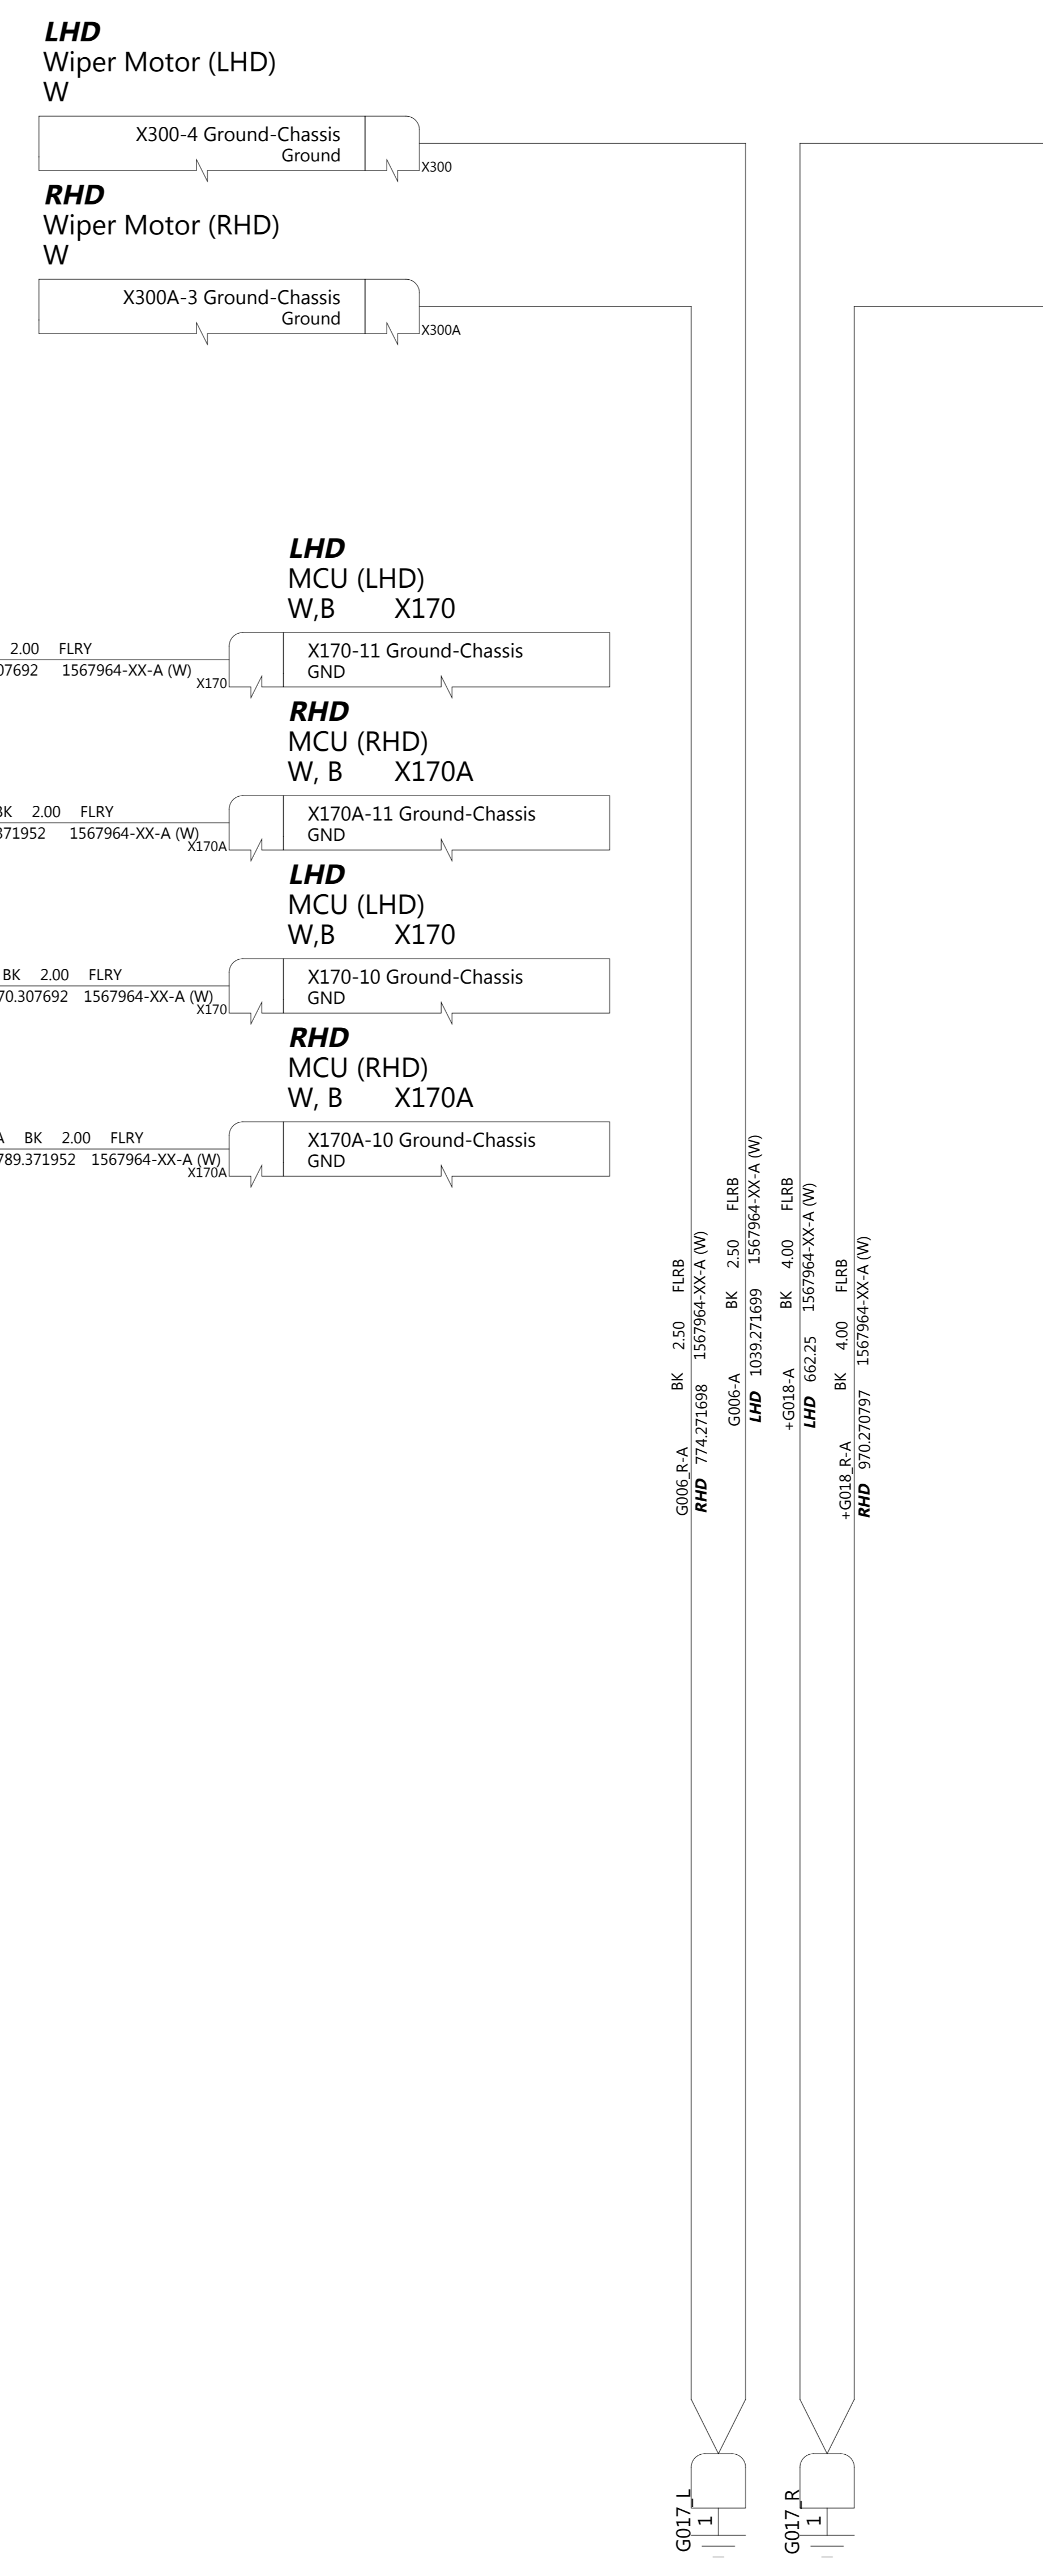 LHD
Wiper Motor (LHD)
W
X300-4 Ground-Chassis
Ground
X300
RHD
Wiper Motor (RHD)
W
X300A-3 Ground-Chassis
Ground
X300A
LHD
MCU (LHD)
W,B X170
2.00 FLRY
07692 1567964-XX-A (W)
X170
X170-11 Ground-Chassis
GND
RHD
MCU (RHD)
W, B X170A
BK 2.00 FLRY
371952 1567964-XX-A (W)
X170A
X170A-11 Ground-Chassis
GND
LHD
MCU (LHD)
W,B X170
BK 2.00 FLRY
70.307692 1567964-XX-A (W)
X170
X170-10 Ground-Chassis
GND
RHD
MCU (RHD)
W, B X170A
A BK 2.00 FLRY
789.371952 1567964-XX-A (W)
X170A
X170A-10 Ground-Chassis
GND
G006_R-A BK 2.50 FLRB
RHD 774.271698 1567964-XX-A (W)
G006-A BK 2.50 FLRB
LHD 1039.271699 1567964-XX-A (W)
+G018-A BK 4.00 FLRB
LHD 662.25 1567964-XX-A (W)
+G018_R-A BK 4.00 FLRB
RHD 970.270797 1567964-XX-A (W)
G017_L
1
G017_R
1